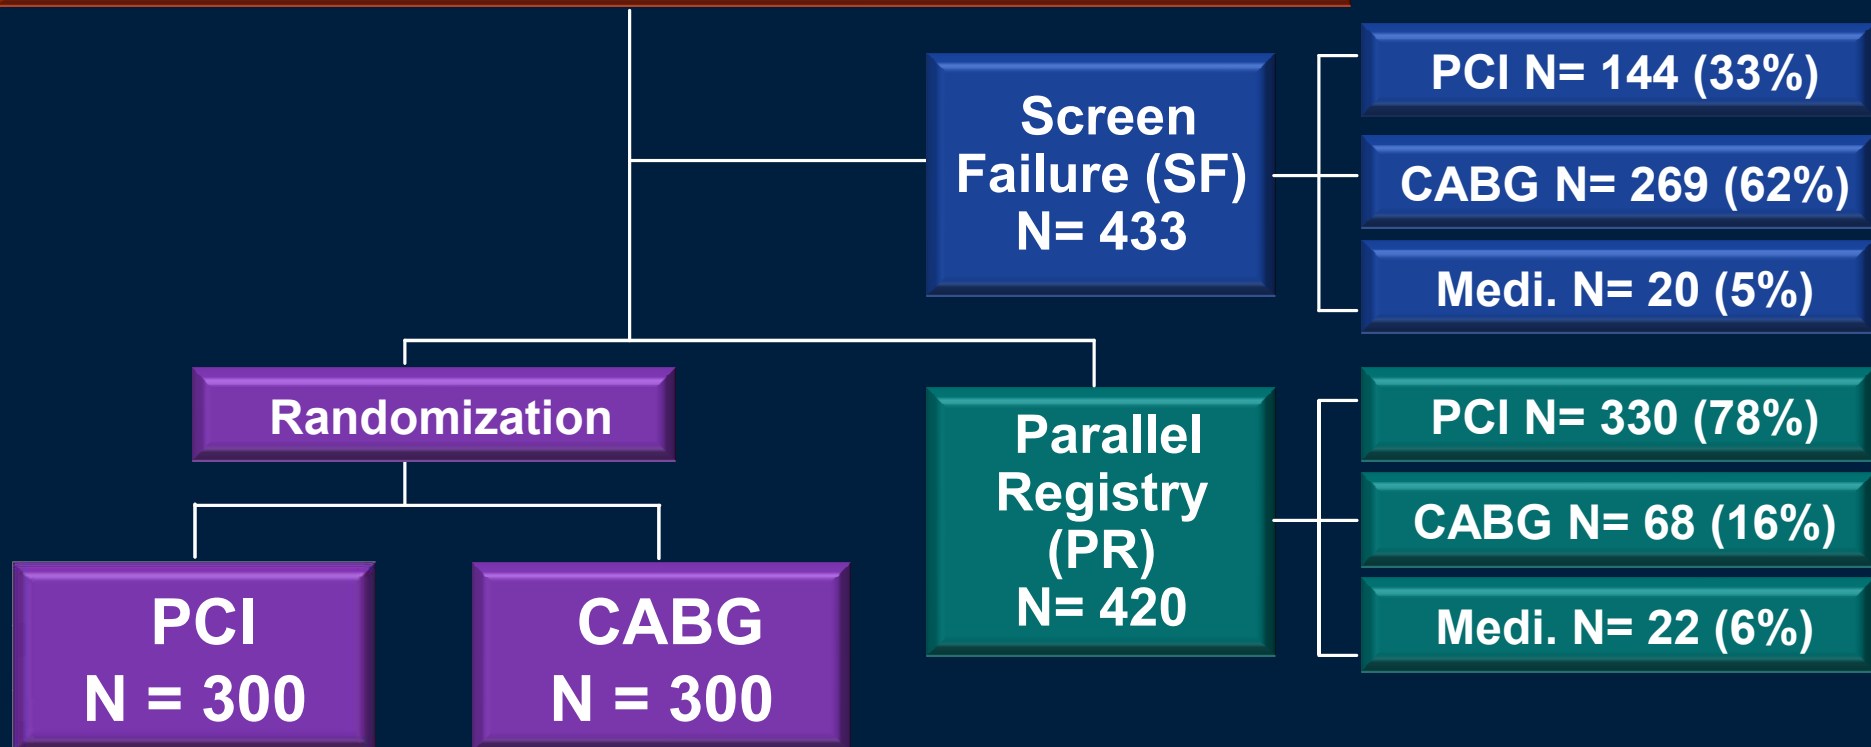 Screen
Failure (SF)
N= 433
PCI N= 144 (33%)
CABG N= 269 (62%)
Medi. N= 20 (5%)
Randomization
PCI
N = 300
CABG
N = 300
Parallel
Registry
(PR)
N= 420
PCI N= 330 (78%)
CABG N= 68 (16%)
Medi. N= 22 (6%)